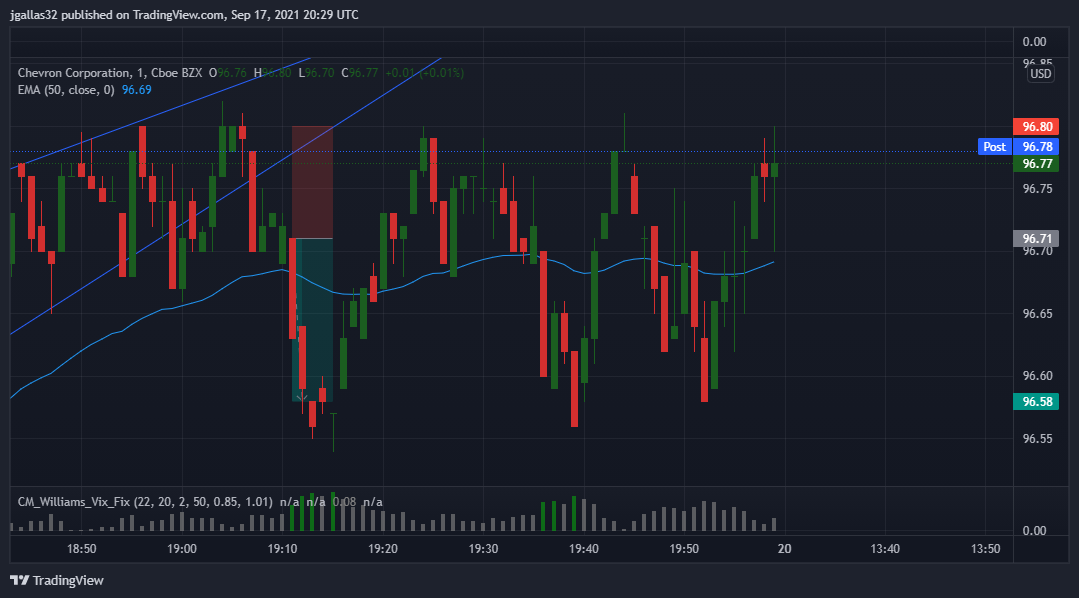 jgallas32 published on TradingView.com, Sep 17, 2021 20:29 UTC
0.00
96.85
Chevron Corporation, 1, Cboe BZX O96.76 H96.80 L96.70 C96.77 +0.01 (+0.01%)
USD
EMA (50, close, 0) 96.69
96.80
Post 96.78
96.77
96.75
96.71
96.70
96.65
96.60
96.58
96.55
CM_Williams_Vix_Fix (22, 20, 2, 50, 0.85, 1.01) n/a n/a 0.08 n/a
0.00
18:50 19:00 19:10 19:20 19:30 19:40 19:50 20 13:40 13:50
TradingView